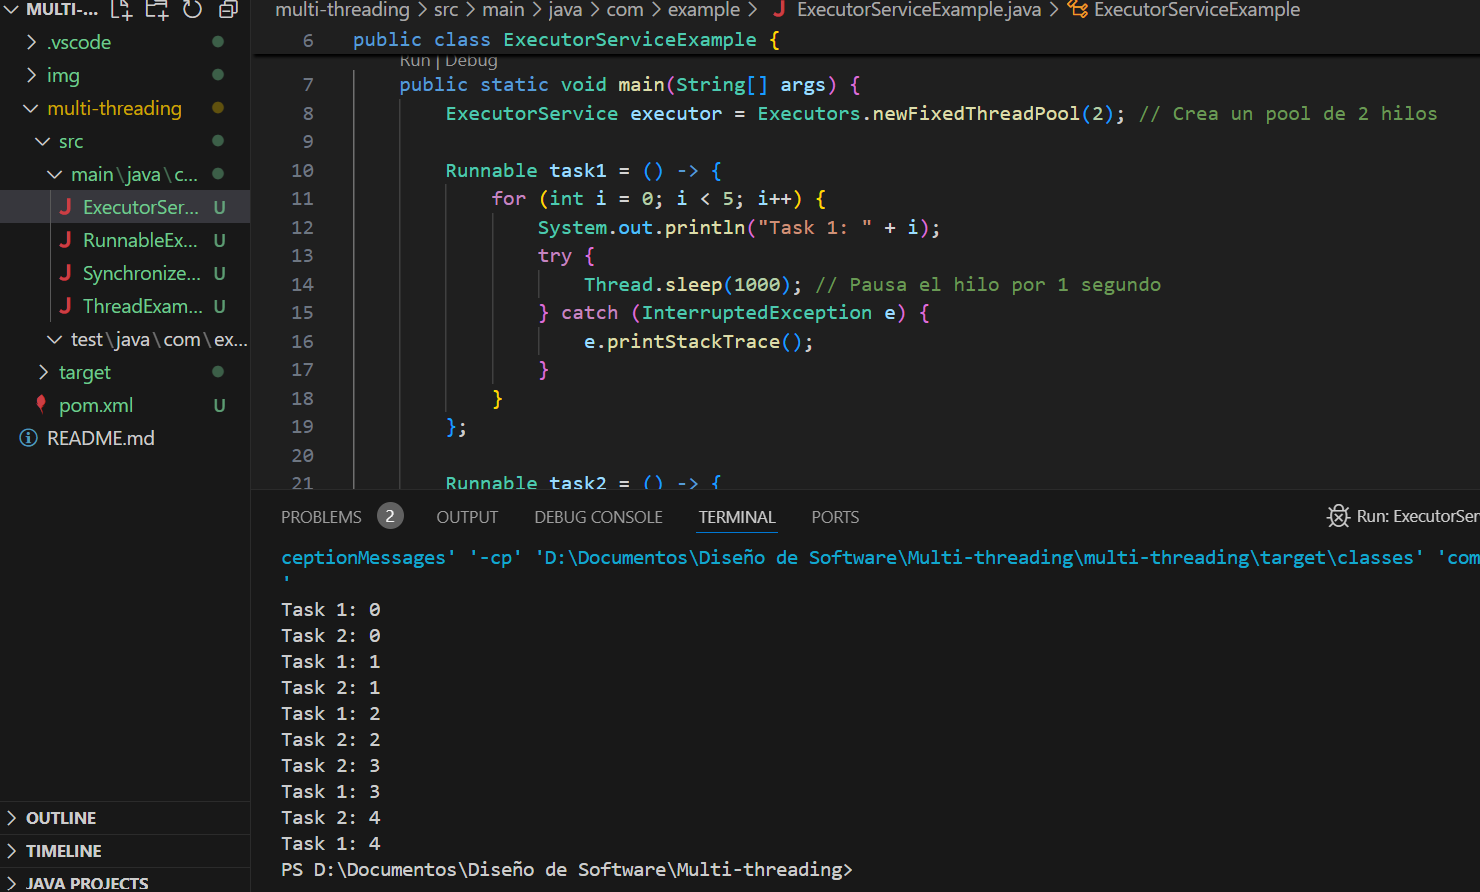 MULTI-...
.vscode
img
multi-threading
src
main\java\c...
ExecutorSer... U
RunnableEx... U
Synchronize... U
ThreadExam... U
test\java\com\ex...
target
pom.xml U
README.md
OUTLINE
TIMELINE
JAVA PROJECTS
multi-threading > src > main > java > com > example > ExecutorServiceExample.java > ExecutorServiceExample
6 public class ExecutorServiceExample {
Run | Debug
7 public static void main(String[] args) {
8 ExecutorService executor = Executors.newFixedThreadPool(2); // Crea un pool de 2 hilos
9
10 Runnable task1 = () -> {
11 for (int i = 0; i < 5; i++) {
12 System.out.println("Task 1: " + i);
13 try {
14 Thread.sleep(1000); // Pausa el hilo por 1 segundo
15 } catch (InterruptedException e) {
16 e.printStackTrace();
17 }
18 }
19 };
20
21 Runnable task2 = () -> {
PROBLEMS 2 OUTPUT DEBUG CONSOLE TERMINAL PORTS Run: ExecutorSer
ceptionMessages' '-cp' 'D:\Documentos\Diseño de Software\Multi-threading\multi-threading\target\classes' 'com
'
Task 1: 0
Task 2: 0
Task 1: 1
Task 2: 1
Task 1: 2
Task 2: 2
Task 2: 3
Task 1: 3
Task 2: 4
Task 1: 4
PS D:\Documentos\Diseño de Software\Multi-threading>